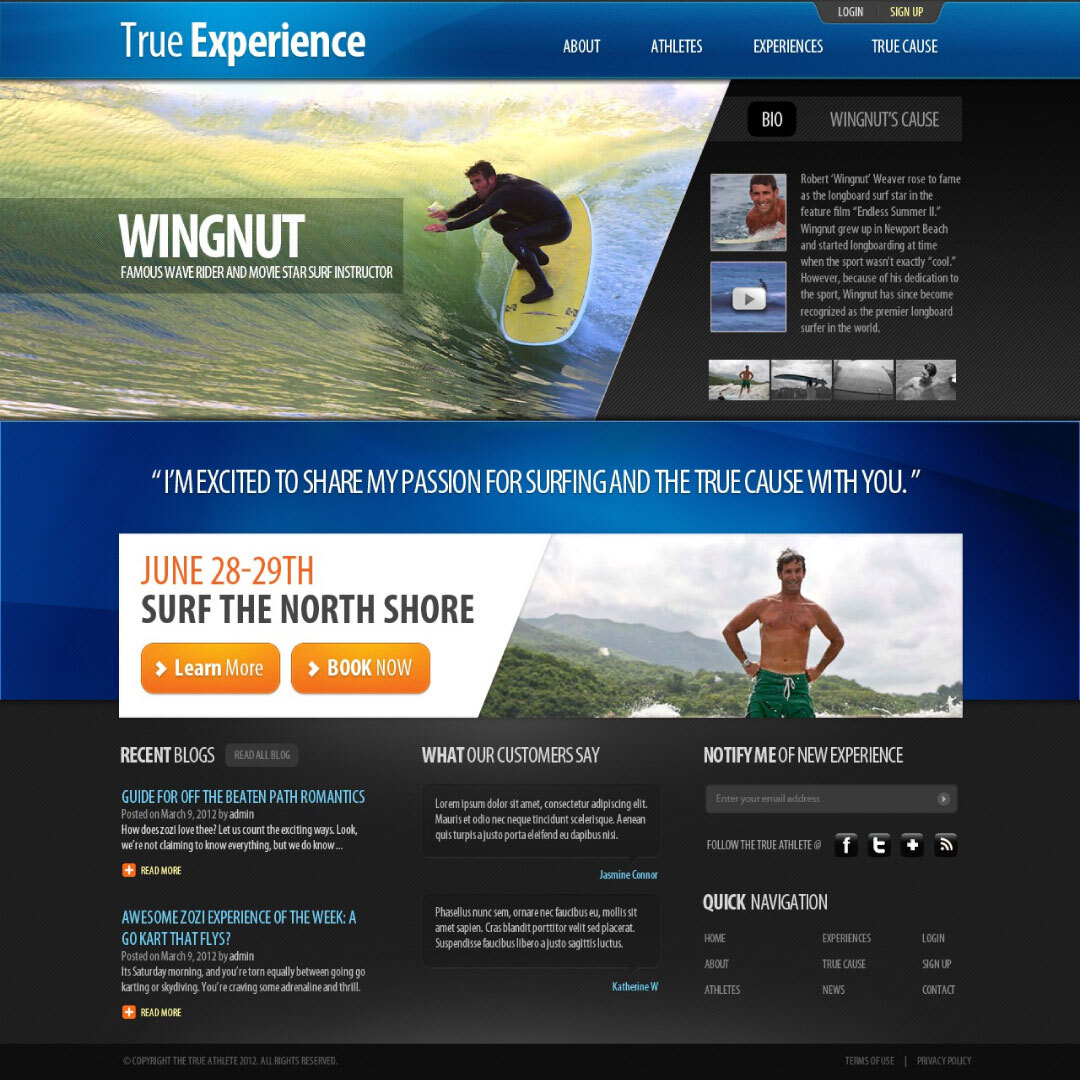 LOGIN SIGN UP
True Experience
ABOUT ATHLETES EXPERIENCES TRUE CAUSE
BIO WINGNUT'S CAUSE
WINGNUT
FAMOUS WAVE RIDER AND MOVIE STAR SURF INSTRUCTOR
Robert ‘Wingnut’ Weaver rose to fame
as the longboard surf star in the
feature film “Endless Summer II.”
Wingnut grew up in Newport Beach
and started longboarding at time
when the sport wasn't exactly “cool.”
However, because of his dedication to
the sport, Wingnut has since become
recognized as the premier longboard
surfer in the world.
“ I'M EXCITED TO SHARE MY PASSION FOR SURFING AND THE TRUE CAUSE WITH YOU. ”
JUNE 28-29TH
SURF THE NORTH SHORE
Learn More BOOK NOW
RECENT BLOGS READ ALL BLOG
GUIDE FOR OFF THE BEATEN PATH ROMANTICS
Posted on March 9, 2012 by admin
How does zozi love thee? Let us count the exciting ways. Look,
we're not claiming to know everything, but we do know ...
READ MORE
AWESOME ZOZI EXPERIENCE OF THE WEEK: A
GO KART THAT FLYS?
Posted on March 9, 2012 by admin
Its Saturday morning, and you're torn equally between going go
karting or skydiving. You're craving some adrenaline and thrill.
READ MORE
WHAT OUR CUSTOMERS SAY
Lorem ipsum dolor sit amet, consectetur adipiscing elit.
Mauris et odio nec neque tincidunt scelerisque. Aenean
quis turpis a justo porta eleifend eu dapibus nisi.
Jasmine Connor
Phasellus nunc sem, ornare nec faucibus eu, mollis sit
amet sapien. Cras blandit porttitor velit sed placerat.
Suspendisse faucibus libero a justo sagittis luctus.
Katherine W
NOTIFY ME OF NEW EXPERIENCE
Enter your email address
FOLLOW THE TRUE ATHLETE @
QUICK NAVIGATION
HOME EXPERIENCES LOGIN
ABOUT TRUE CAUSE SIGN UP
ATHLETES NEWS CONTACT
© COPYRIGHT THE TRUE ATHLETE 2012. ALL RIGHTS RESERVED.
TERMS OF USE | PRIVACY POLICY